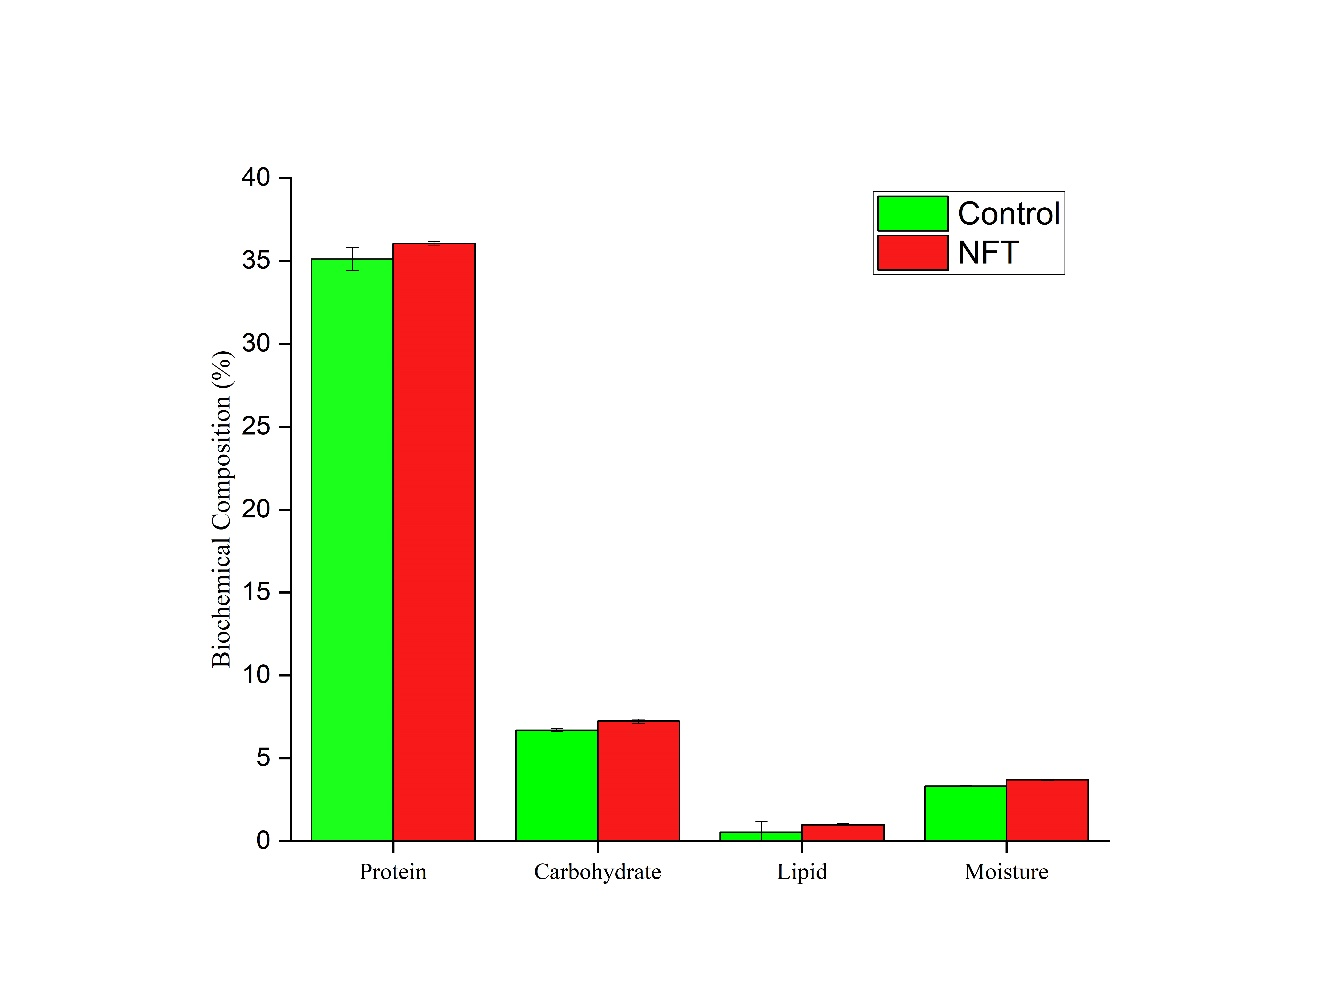 40
35
30
25
20
15
10
5
0
Biochemical Composition (%)
Control
NFT
Protein Carbohydrate Lipid Moisture